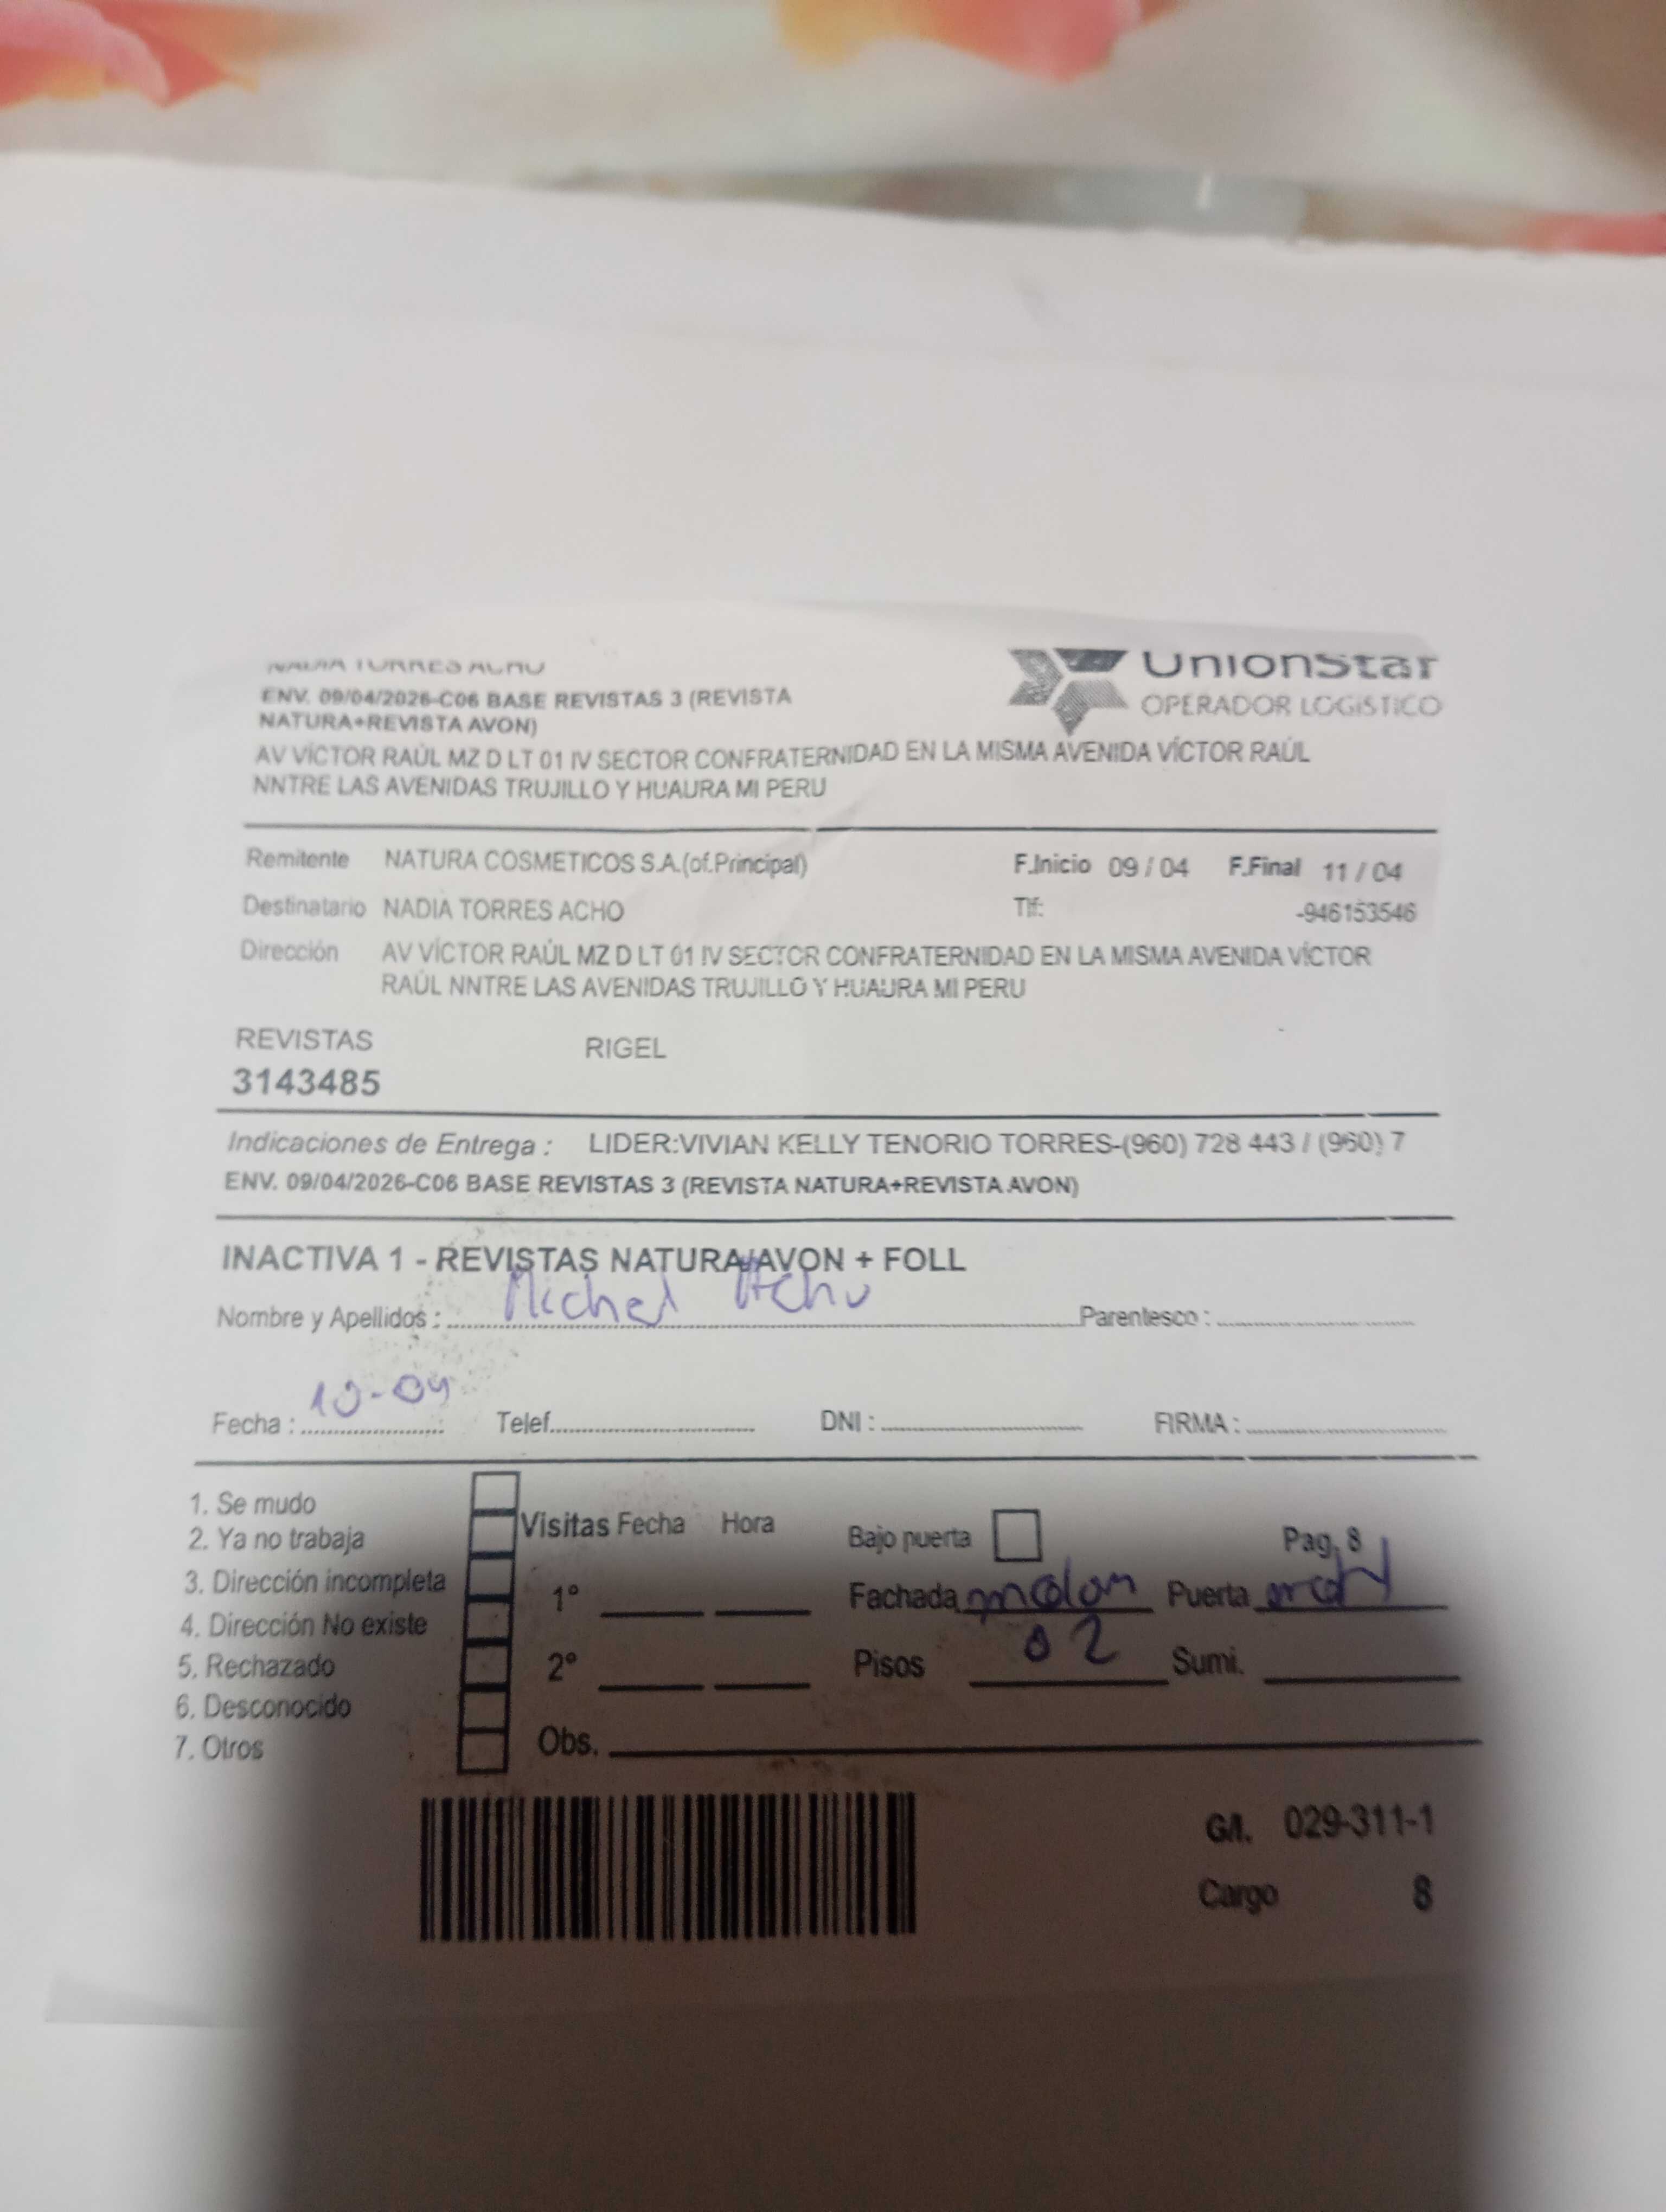 NADIA TORRES ACHO
UnionStar
OPERADOR LOGÍSTICO
ENV. 09/04/2026-C06 BASE REVISTAS 3 (REVISTA
NATURA+REVISTA AVON)
AV VÍCTOR RAÚL MZ D LT 01 IV SECTOR CONFRATERNIDAD EN LA MISMA AVENIDA VÍCTOR RAÚL
NNTRE LAS AVENIDAS TRUJILLO Y HUAURA MI PERU
Remitente NATURA COSMETICOS S.A.(of.Principal) F.Inicio 09 / 04 F.Final 11 / 04
Destinatario NADIA TORRES ACHO Tlf: -946153546
Dirección AV VÍCTOR RAÚL MZ D LT 01 IV SECTOR CONFRATERNIDAD EN LA MISMA AVENIDA VÍCTOR
RAÚL NNTRE LAS AVENIDAS TRUJILLO Y HUAURA MI PERU
REVISTAS RIGEL
3143485
Indicaciones de Entrega : LIDER:VIVIAN KELLY TENORIO TORRES-(960) 728 443 / (960) 7
ENV. 09/04/2026-C06 BASE REVISTAS 3 (REVISTA NATURA+REVISTA AVON)
INACTIVA 1 - REVISTAS NATURA/AVON + FOLL
Nombre y Apellidos : Michel Acho Parentesco :
Fecha : 10-04 Telef. DNI : FIRMA :
1. Se mudo
2. Ya no trabaja
3. Dirección incompleta
4. Dirección No existe
5. Rechazado
6. Desconocido
7. Otros
Visitas Fecha Hora Bajo puerta Pag. 8
1° Fachada Puerta
2° Pisos 02 Sumi.
Obs.
G/I. 029-311-1
Cargo 8